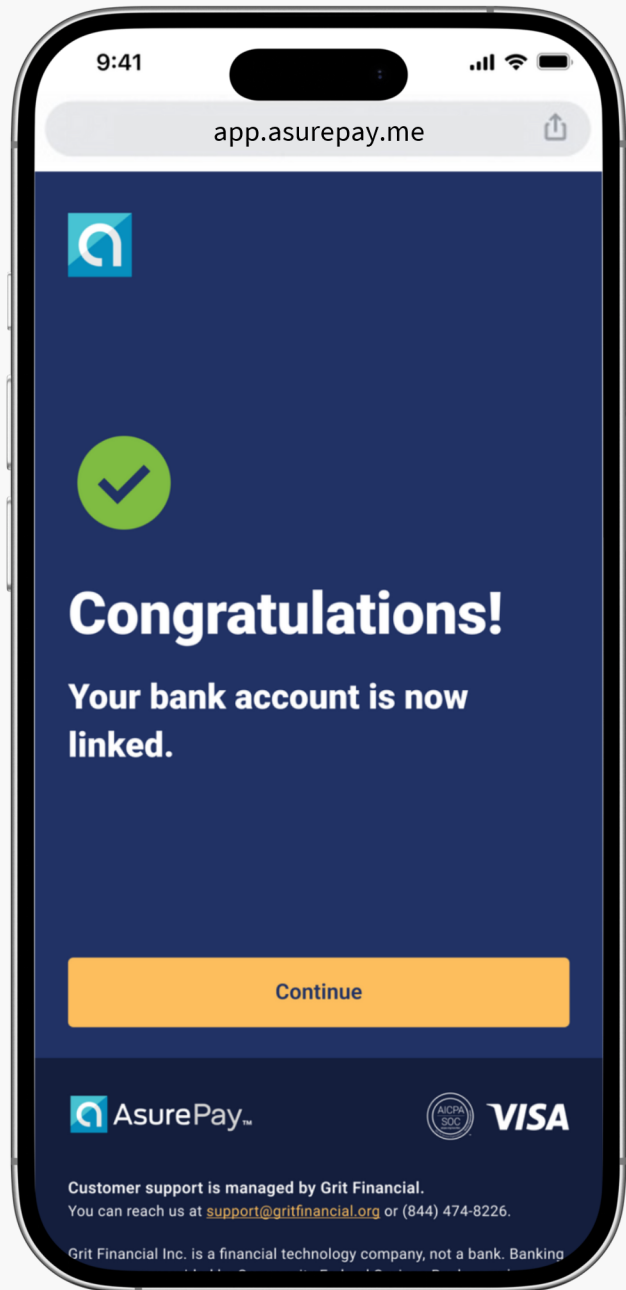 9:41
app.asurepay.me
Congratulations!
Your bank account is now
linked.
Continue
AsurePay™
AICPA
SOC
VISA
Customer support is managed by Grit Financial.
You can reach us at support@gritfinancial.org or (844) 474-8226.
Grit Financial Inc. is a financial technology company, not a bank. Banking